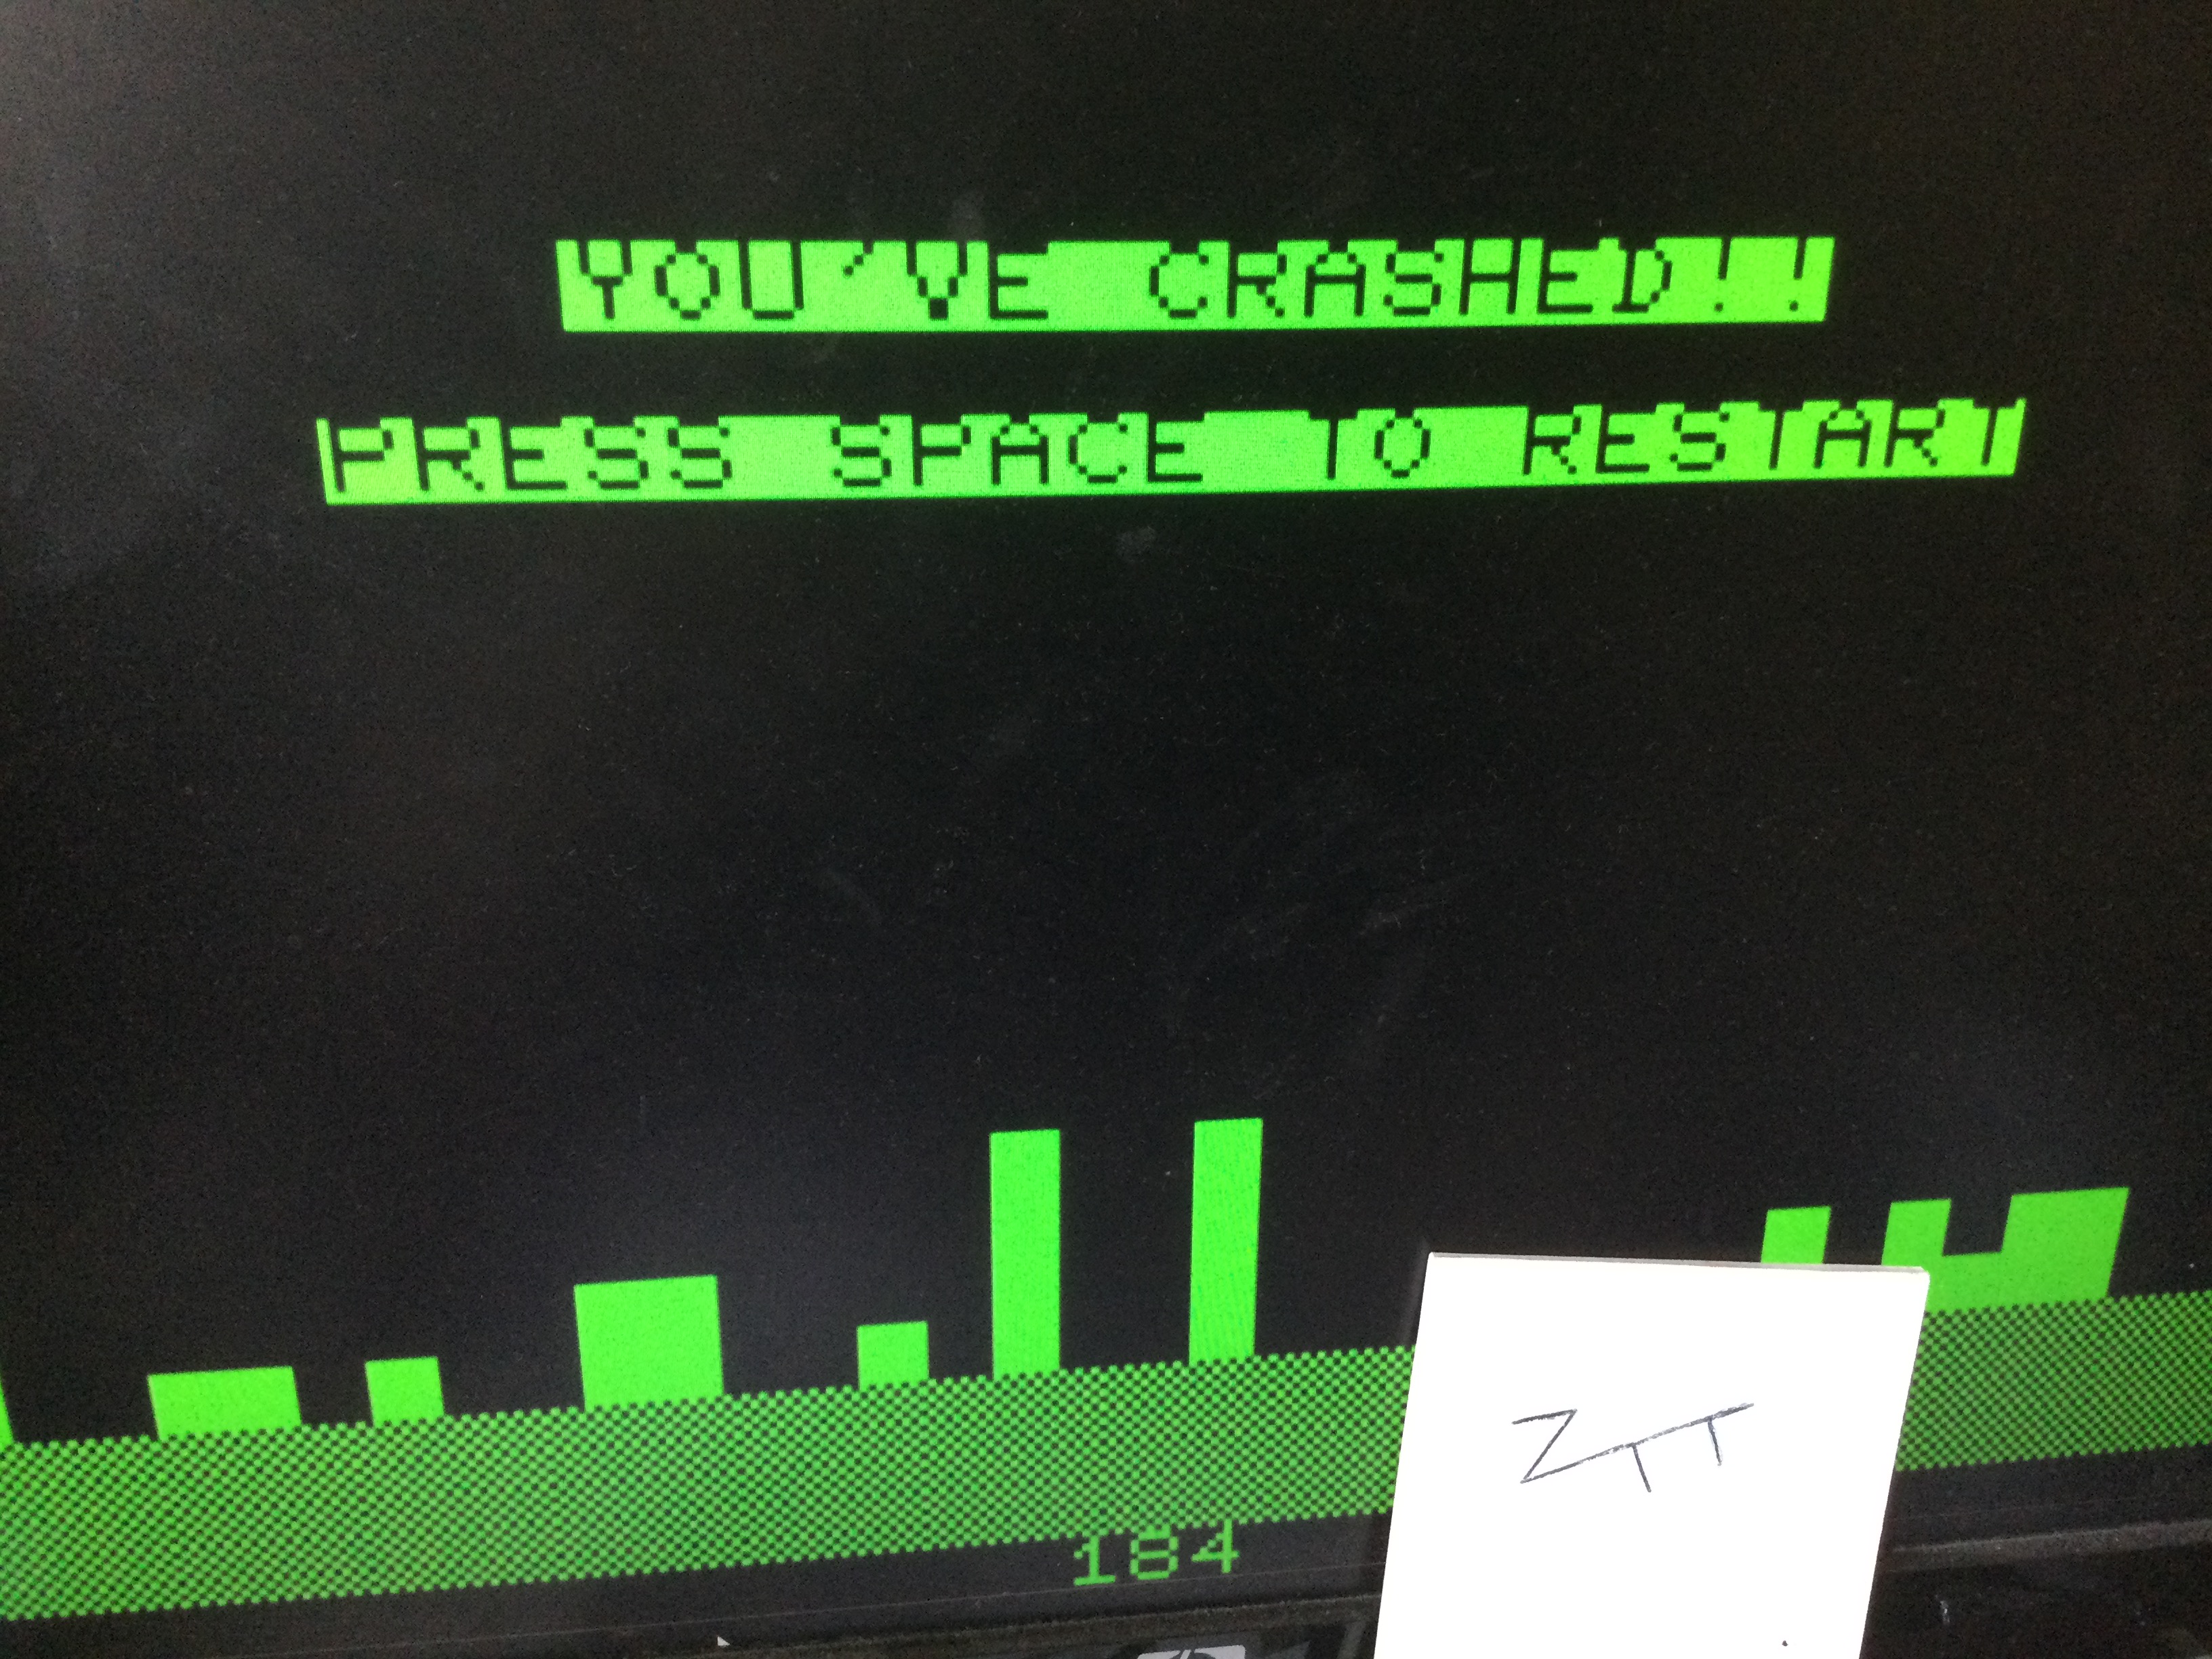 YOU'VE CRASHED!!
PRESS SPACE TO RESTART
184
ZTT